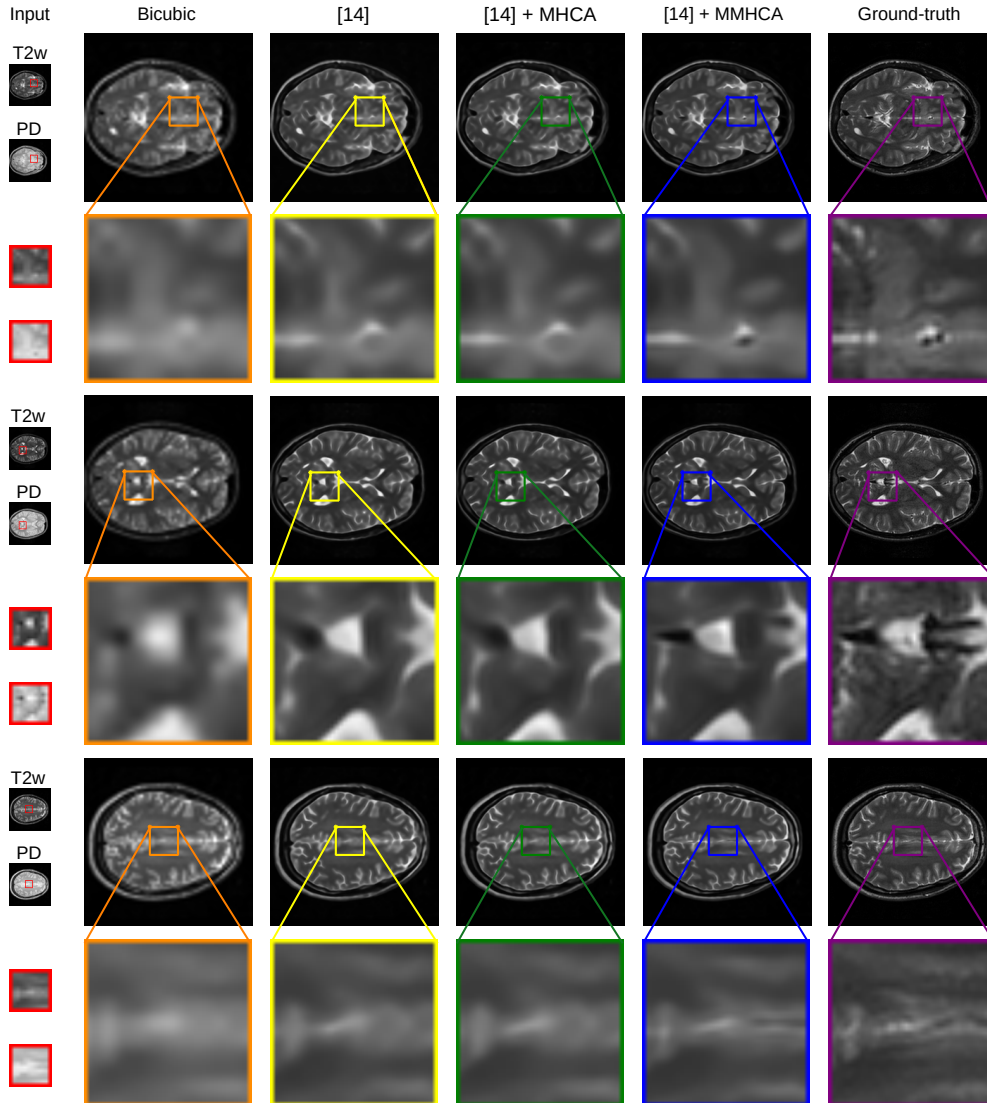 Input Bicubic [14] [14] + MHCA [14] + MMHCA Ground-truth
T2w
PD
T2w
PD
T2w
PD